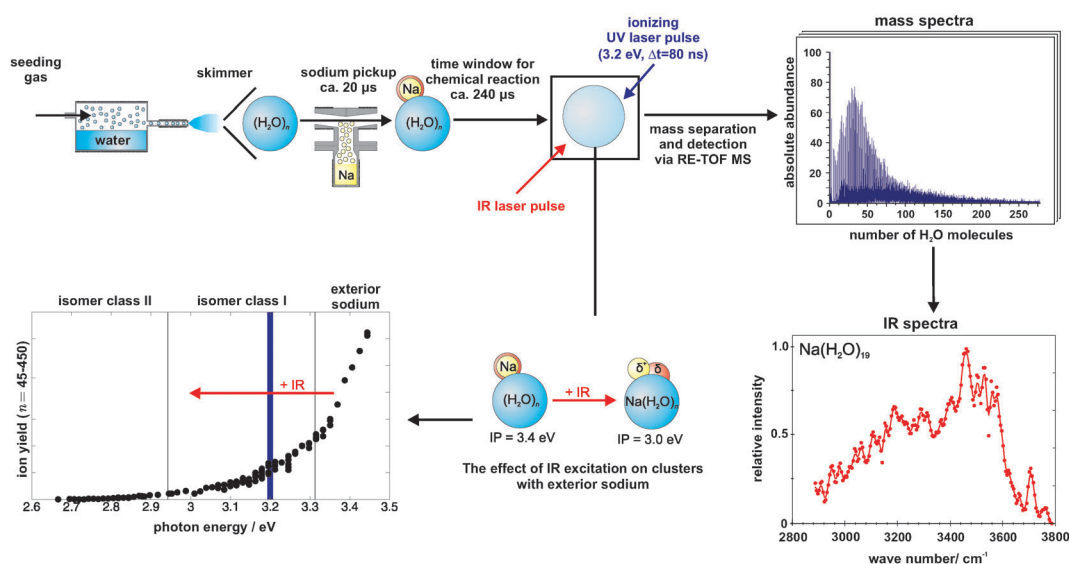 seeding
gas
water
skimmer
(H₂O)ₙ
sodium pickup
ca. 20 µs
Na
Na
(H₂O)ₙ
time window for
chemical reaction
ca. 240 µs
ionizing
UV laser pulse
(3.2 eV, Δt=80 ns)
IR laser pulse
mass separation
and detection
via RE-TOF MS
mass spectra
absolute abundance
100
80
60
40
20
0
0 50 100 150 200 250
number of H₂O molecules
isomer class II
isomer class I
exterior
sodium
+ IR
ion yield (n= 45-450)
2.6 2.7 2.8 2.9 3 3.1 3.2 3.3 3.4 3.5
photon energy / eV
Na
(H₂O)ₙ
IP = 3.4 eV
+ IR
δ⁺ δ
Na(H₂O)ₙ
IP = 3.0 eV
The effect of IR excitation on clusters
with exterior sodium
IR spectra
Na(H₂O)₁₉
relative intensity
1.0
0.5
0
2800 3000 3200 3400 3600 3800
wave number/ cm⁻¹